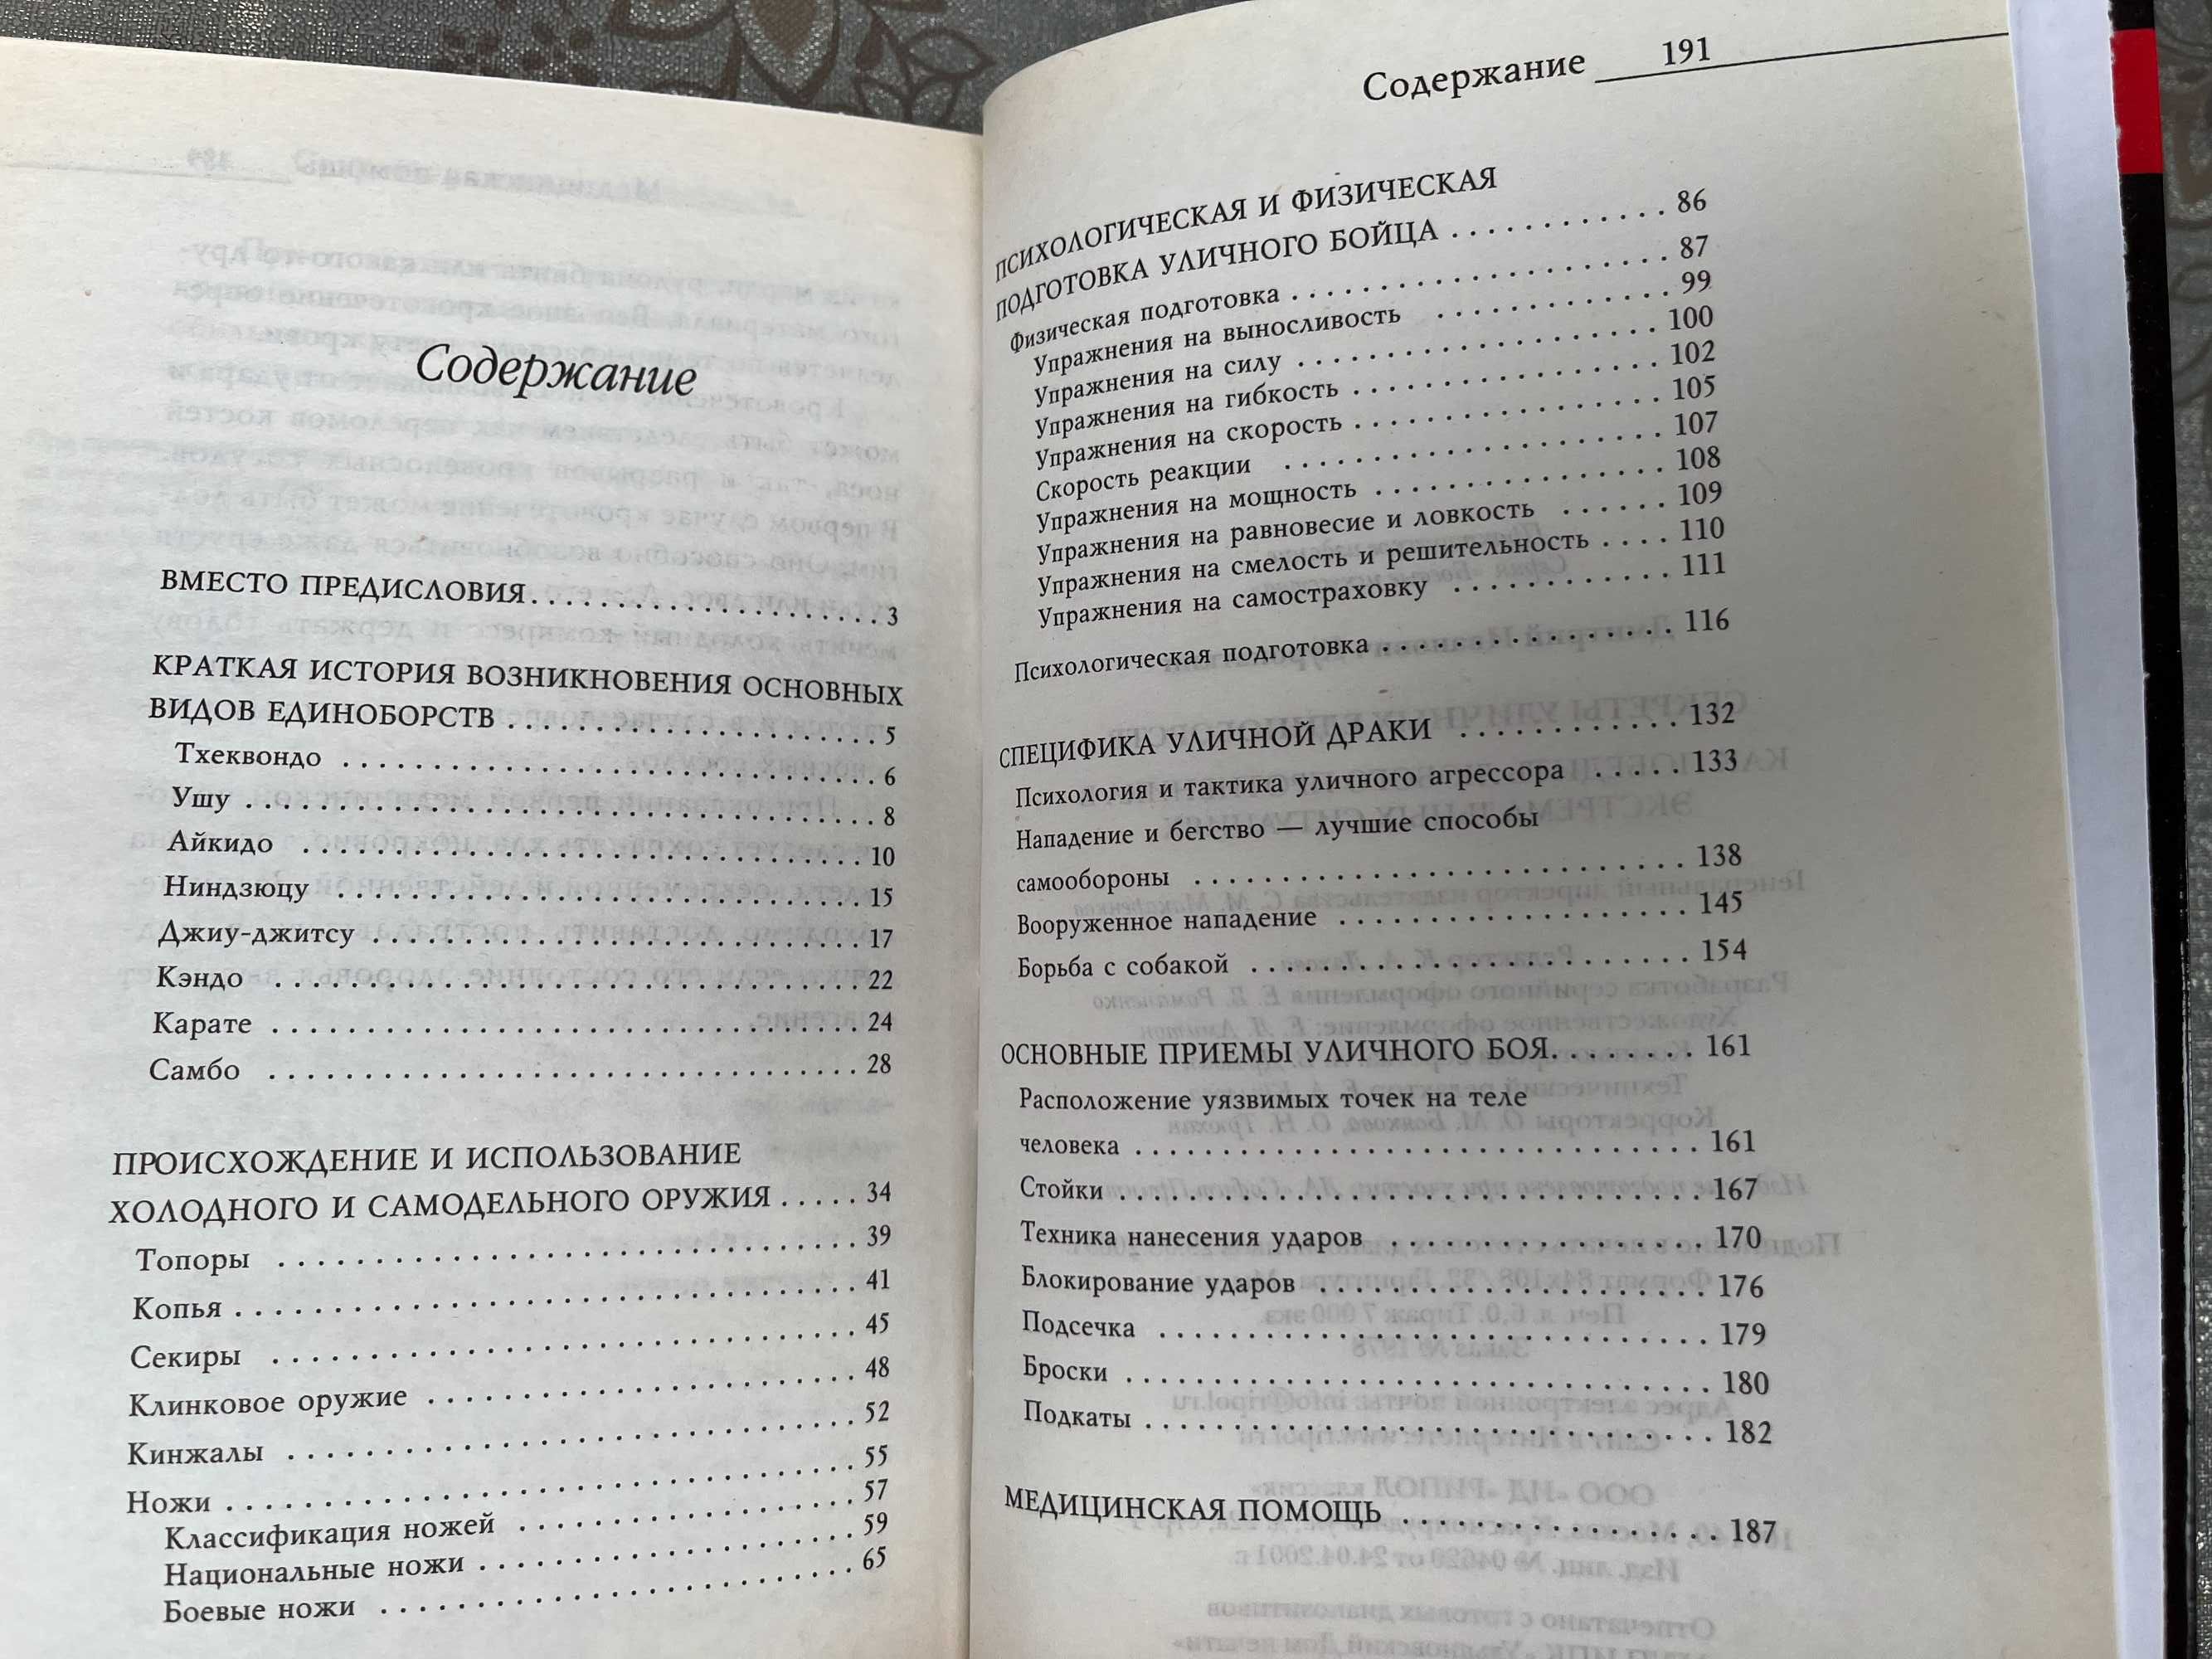 Содержание
ВМЕСТО ПРЕДИСЛОВИЯ. . . . . . . . . . . . . . . . . . . . 3
КРАТКАЯ ИСТОРИЯ ВОЗНИКНОВЕНИЯ ОСНОВНЫХ
ВИДОВ ЕДИНОБОРСТВ . . . . . . . . . . . . . . . . . . . . . 5
Тхеквондо . . . . . . . . . . . . . . . . . . . . . . . . . . . . . . 6
Ушу . . . . . . . . . . . . . . . . . . . . . . . . . . . . . . . . . . . 8
Айкидо . . . . . . . . . . . . . . . . . . . . . . . . . . . . . . . . 10
Ниндзюцу . . . . . . . . . . . . . . . . . . . . . . . . . . . . . . 15
Джиу-джитсу . . . . . . . . . . . . . . . . . . . . . . . . . . . . 17
Кэндо . . . . . . . . . . . . . . . . . . . . . . . . . . . . . . . . . 22
Карате . . . . . . . . . . . . . . . . . . . . . . . . . . . . . . . . . 24
Самбо . . . . . . . . . . . . . . . . . . . . . . . . . . . . . . . . . 28
ПРОИСХОЖДЕНИЕ И ИСПОЛЬЗОВАНИЕ
ХОЛОДНОГО И САМОДЕЛЬНОГО ОРУЖИЯ . . . . . 34
Топоры . . . . . . . . . . . . . . . . . . . . . . . . . . . . . . . . . 39
Копья . . . . . . . . . . . . . . . . . . . . . . . . . . . . . . . . . . . 41
Секиры . . . . . . . . . . . . . . . . . . . . . . . . . . . . . . . . . 45
Клинковое оружие . . . . . . . . . . . . . . . . . . . . . . . . 48
Кинжалы . . . . . . . . . . . . . . . . . . . . . . . . . . . . . . . . 52
Ножи . . . . . . . . . . . . . . . . . . . . . . . . . . . . . . . . . . . 55
Классификация ножей . . . . . . . . . . . . . . . . . . . 57
Национальные ножи . . . . . . . . . . . . . . . . . . . . . 59
Боевые ножи . . . . . . . . . . . . . . . . . . . . . . . . . . . 65
Содержание 191
ПСИХОЛОГИЧЕСКАЯ И ФИЗИЧЕСКАЯ
ПОДГОТОВКА УЛИЧНОГО БОЙЦА . . . . . . . . . . . . 86
Физическая подготовка . . . . . . . . . . . . . . . . . . . . . 87
Упражнения на выносливость . . . . . . . . . . . . . 99
Упражнения на силу . . . . . . . . . . . . . . . . . . . . 100
Упражнения на гибкость . . . . . . . . . . . . . . . . . 102
Упражнения на скорость . . . . . . . . . . . . . . . . . 105
Скорость реакции . . . . . . . . . . . . . . . . . . . . . . 107
Упражнения на мощность . . . . . . . . . . . . . . . . 108
Упражнения на равновесие и ловкость . . . . . . 109
Упражнения на смелость и решительность . . . . 110
Упражнения на самостраховку . . . . . . . . . . . . 111
Психологическая подготовка . . . . . . . . . . . . . . . . 116
СПЕЦИФИКА УЛИЧНОЙ ДРАКИ . . . . . . . . . . . . 132
Психология и тактика уличного агрессора . . . . . 133
Нападение и бегство — лучшие способы
самообороны . . . . . . . . . . . . . . . . . . . . . . . . . . . . 138
Вооруженное нападение . . . . . . . . . . . . . . . . . . . 145
Борьба с собакой . . . . . . . . . . . . . . . . . . . . . . . . . 154
ОСНОВНЫЕ ПРИЕМЫ УЛИЧНОГО БОЯ. . . . . . . . 161
Расположение уязвимых точек на теле
человека . . . . . . . . . . . . . . . . . . . . . . . . . . . . . . . . 161
Стойки . . . . . . . . . . . . . . . . . . . . . . . . . . . . . . . . . 167
Техника нанесения ударов . . . . . . . . . . . . . . . . . 170
Блокирование ударов . . . . . . . . . . . . . . . . . . . . . 176
Подсечка . . . . . . . . . . . . . . . . . . . . . . . . . . . . . . . 179
Броски . . . . . . . . . . . . . . . . . . . . . . . . . . . . . . . . . 180
Подкаты . . . . . . . . . . . . . . . . . . . . . . . . . . . . . . . . 182
МЕДИЦИНСКАЯ ПОМОЩЬ . . . . . . . . . . . . . . . . . 187